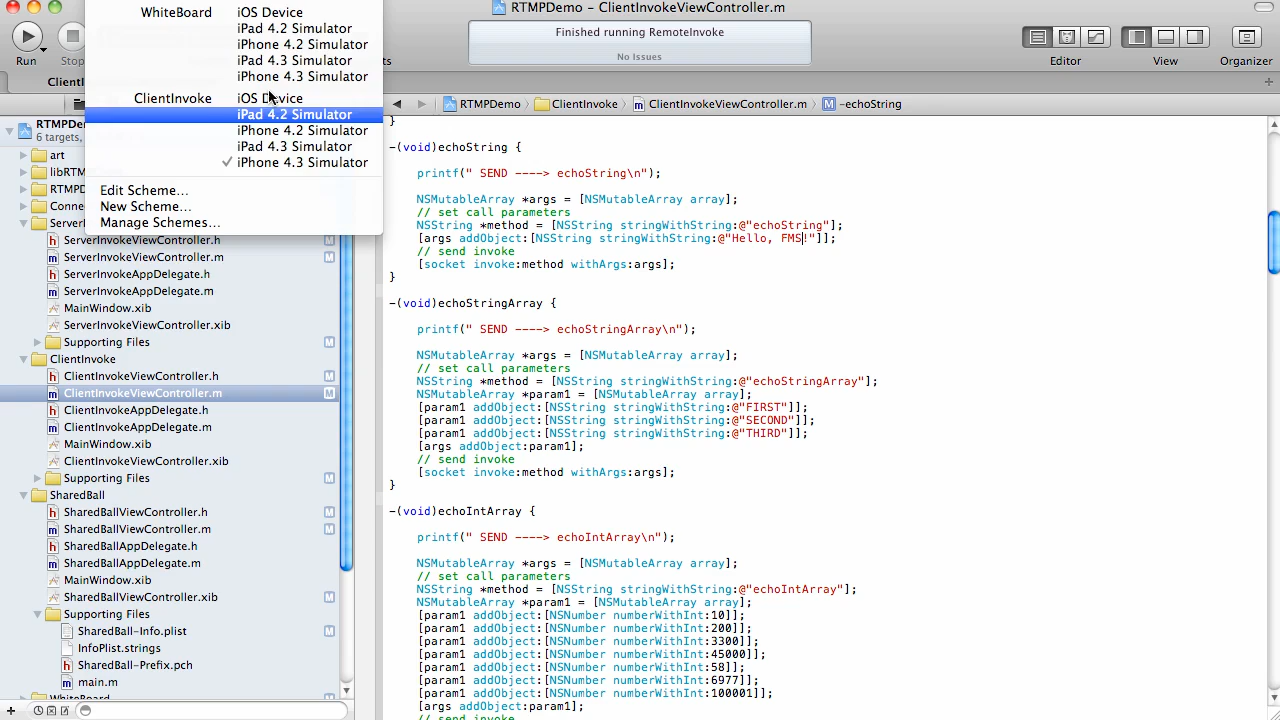 RTMPDemo – ClientInvokeViewController.m
Run
Stop
WhiteBoard
iOS Device
iPad 4.2 Simulator
iPhone 4.2 Simulator
iPad 4.3 Simulator
iPhone 4.3 Simulator
ClientInvoke
iOS Device
iPad 4.2 Simulator
iPhone 4.2 Simulator
iPad 4.3 Simulator
✓ iPhone 4.3 Simulator
Edit Scheme...
New Scheme...
Manage Schemes...
Finished running RemoteInvoke
No Issues
Editor
View
Organizer
RTMPDemo
ClientInvoke
ClientInvokeViewController.m
-echoString
6 targets,
art
ServerInvokeViewController.h
ServerInvokeViewController.m
ServerInvokeAppDelegate.h
ServerInvokeAppDelegate.m
MainWindow.xib
ServerInvokeViewController.xib
Supporting Files
ClientInvoke
ClientInvokeViewController.h
ClientInvokeViewController.m
ClientInvokeAppDelegate.h
ClientInvokeAppDelegate.m
MainWindow.xib
ClientInvokeViewController.xib
Supporting Files
SharedBall
SharedBallViewController.h
SharedBallViewController.m
SharedBallAppDelegate.h
SharedBallAppDelegate.m
MainWindow.xib
SharedBallViewController.xib
Supporting Files
SharedBall-Info.plist
InfoPlist.strings
SharedBall-Prefix.pch
main.m
WhiteBoard
}
-(void)echoString {
printf(" SEND ----> echoString\n");
NSMutableArray *args = [NSMutableArray array];
// set call parameters
NSString *method = [NSString stringWithString:@"echoString"];
[args addObject:[NSString stringWithString:@"Hello, FMS!"]];
// send invoke
[socket invoke:method withArgs:args];
}
-(void)echoStringArray {
printf(" SEND ----> echoStringArray\n");
NSMutableArray *args = [NSMutableArray array];
// set call parameters
NSString *method = [NSString stringWithString:@"echoStringArray"];
NSMutableArray *param1 = [NSMutableArray array];
[param1 addObject:[NSString stringWithString:@"FIRST"]];
[param1 addObject:[NSString stringWithString:@"SECOND"]];
[param1 addObject:[NSString stringWithString:@"THIRD"]];
[args addObject:param1];
// send invoke
[socket invoke:method withArgs:args];
}
-(void)echoIntArray {
printf(" SEND ----> echoIntArray\n");
NSMutableArray *args = [NSMutableArray array];
// set call parameters
NSString *method = [NSString stringWithString:@"echoIntArray"];
NSMutableArray *param1 = [NSMutableArray array];
[param1 addObject:[NSNumber numberWithInt:10]];
[param1 addObject:[NSNumber numberWithInt:200]];
[param1 addObject:[NSNumber numberWithInt:3300]];
[param1 addObject:[NSNumber numberWithInt:45000]];
[param1 addObject:[NSNumber numberWithInt:58]];
[param1 addObject:[NSNumber numberWithInt:6977]];
[param1 addObject:[NSNumber numberWithInt:100001]];
[args addObject:param1];
// send invoke